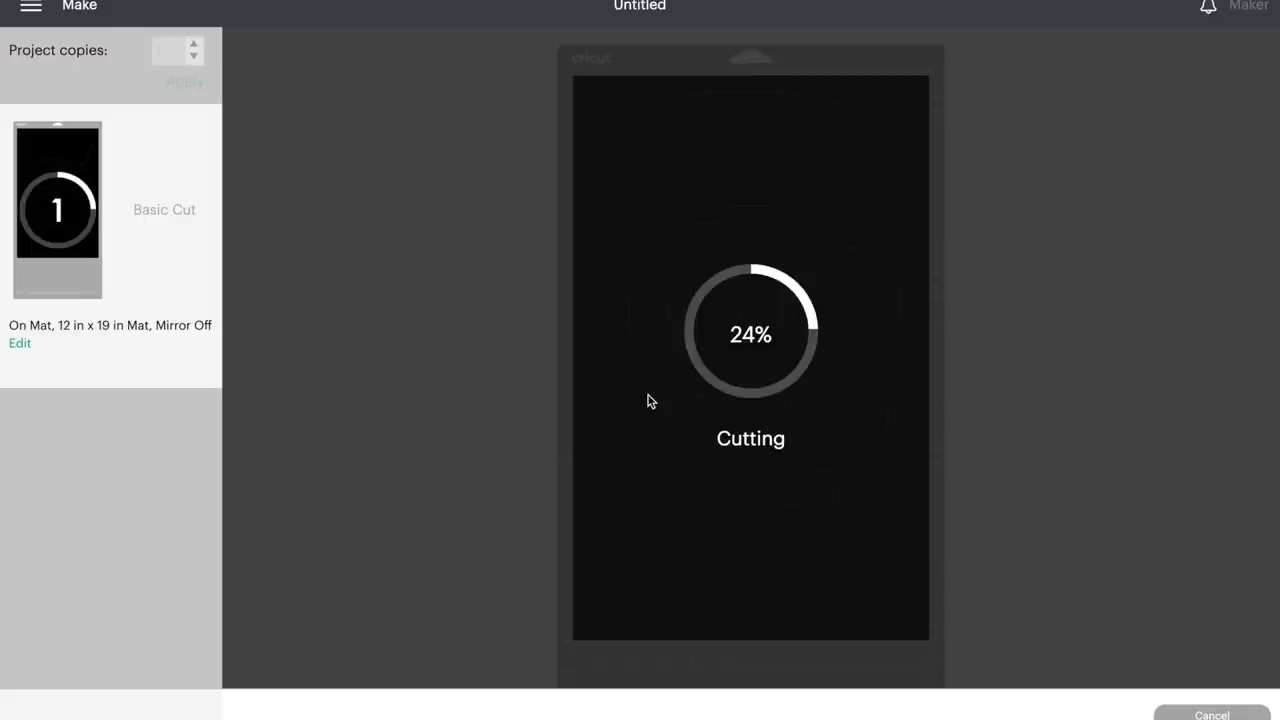 Make
Untitled
Maker
Project copies:
1
Apply
cricut
1
Basic Cut
On Mat, 12 in x 19 in Mat, Mirror Off
Edit
24%
Cutting
Cancel